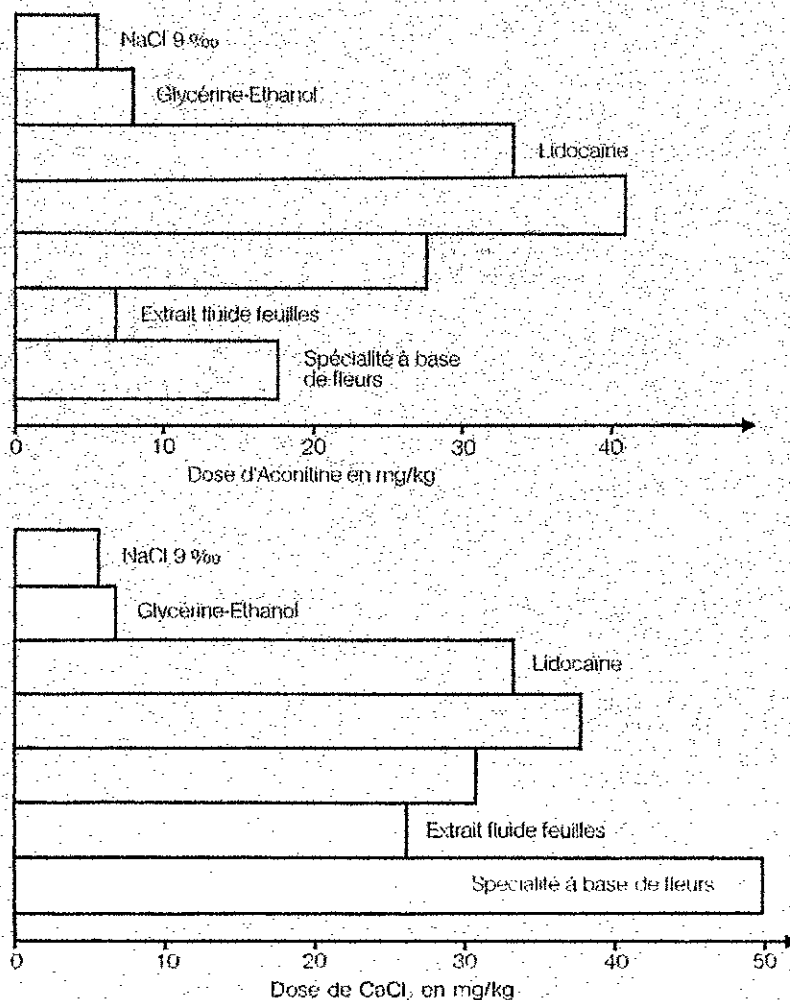 NaCl 9 ‰
Glycérine-Ethanol
Lidocaïne
Extrait fluide feuilles
Spécialité à base
de fleurs
0 10 20 30 40
Dose d'Aconitine en mg/kg
NaCl 9 ‰
Glycérine-Ethanol
Lidocaïne
Extrait fluide feuilles
Spécialité à base de fleurs
0 10 20 30 40 50
Dose de CaCl₂ en mg/kg